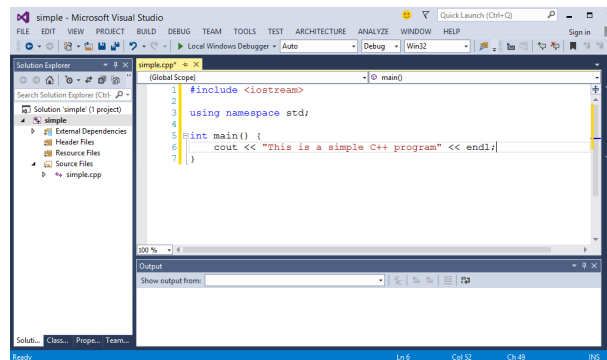 simple - Microsoft Visual Studio
Quick Launch (Ctrl+Q)
FILE EDIT VIEW PROJECT BUILD DEBUG TEAM TOOLS TEST ARCHITECTURE ANALYZE WINDOW HELP Sign in
Local Windows Debugger Auto Debug Win32
Solution Explorer
Search Solution Explorer (Ctrl-
Solution 'simple' (1 project)
simple
External Dependencies
Header Files
Resource Files
Source Files
simple.cpp
Soluti... Class... Prope... Team...
simple.cpp*
(Global Scope) main()
1 #include <iostream>
2
3 using namespace std;
4
5 int main() {
6 cout << "This is a simple C++ program" << endl;
7 }
100 %
Output
Show output from:
Ready Ln 6 Col 52 Ch 49 INS